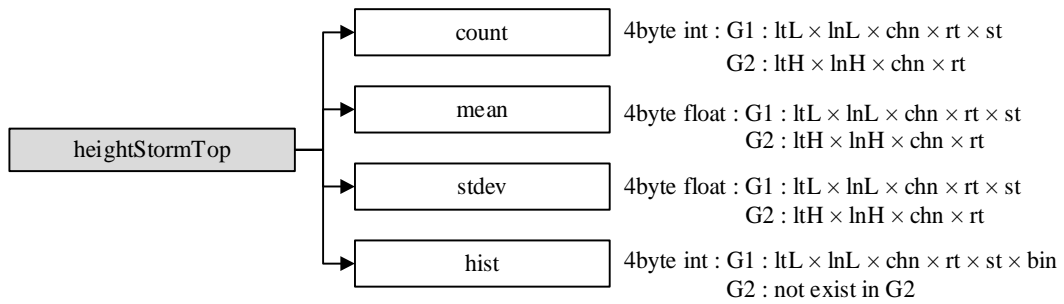 count
4byte int : G1 : ltL × lnL × chn × rt × st
G2 : ltH × lnH × chn × rt
mean
4byte float : G1 : ltL × lnL × chn × rt × st
G2 : ltH × lnH × chn × rt
heightStormTop
stdev
4byte float : G1 : ltL × lnL × chn × rt × st
G2 : ltH × lnH × chn × rt
hist
4byte int : G1 : ltL × lnL × chn × rt × st × bin
G2 : not exist in G2